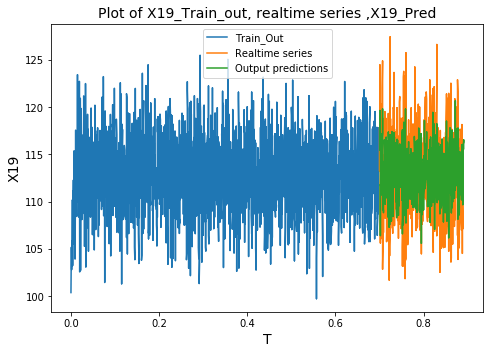 Plot of X19_Train_out, realtime series ,X19_Pred
Train_Out
Realtime series
Output predictions
X19
125
120
115
110
105
100
0.0 0.2 0.4 0.6 0.8
T